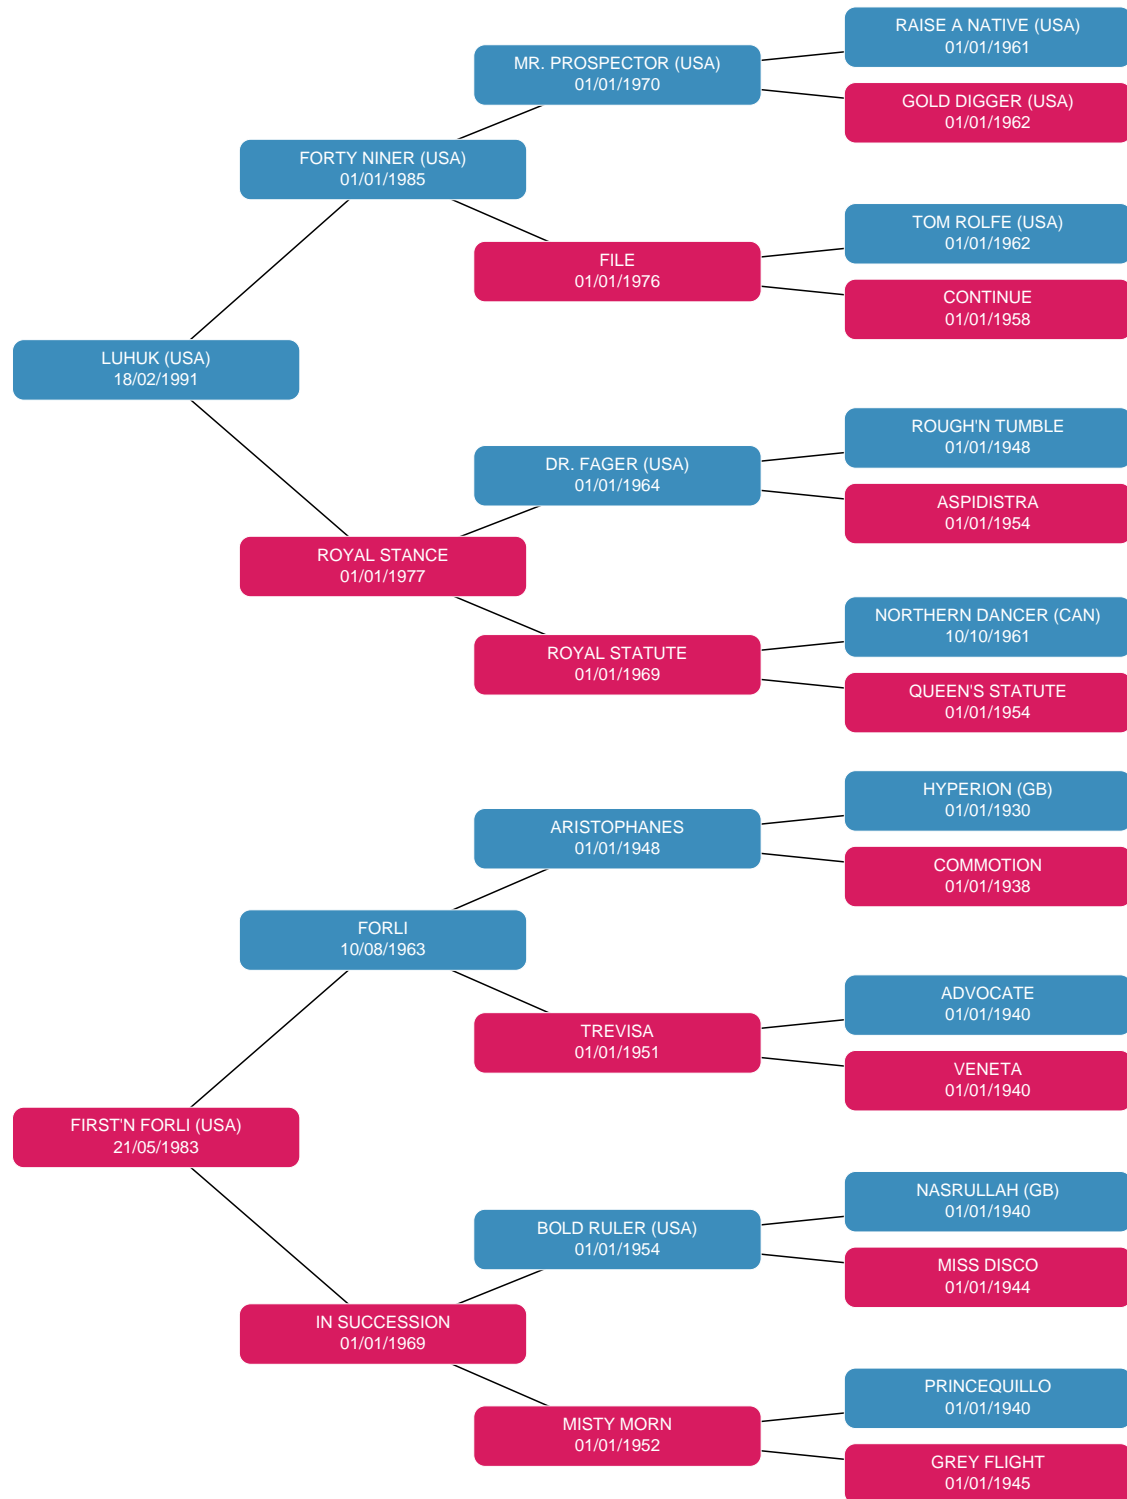 RAISE A NATIVE (USA)
01/01/1961
MR. PROSPECTOR (USA)
01/01/1970
GOLD DIGGER (USA)
01/01/1962
FORTY NINER (USA)
01/01/1985
TOM ROLFE (USA)
01/01/1962
FILE
01/01/1976
CONTINUE
01/01/1958
LUHUK (USA)
18/02/1991
ROUGH'N TUMBLE
01/01/1948
DR. FAGER (USA)
01/01/1964
ASPIDISTRA
01/01/1954
ROYAL STANCE
01/01/1977
NORTHERN DANCER (CAN)
10/10/1961
ROYAL STATUTE
01/01/1969
QUEEN'S STATUTE
01/01/1954
HYPERION (GB)
01/01/1930
ARISTOPHANES
01/01/1948
COMMOTION
01/01/1938
FORLI
10/08/1963
ADVOCATE
01/01/1940
TREVISA
01/01/1951
VENETA
01/01/1940
FIRST'N FORLI (USA)
21/05/1983
NASRULLAH (GB)
01/01/1940
BOLD RULER (USA)
01/01/1954
MISS DISCO
01/01/1944
IN SUCCESSION
01/01/1969
PRINCEQUILLO
01/01/1940
MISTY MORN
01/01/1952
GREY FLIGHT
01/01/1945